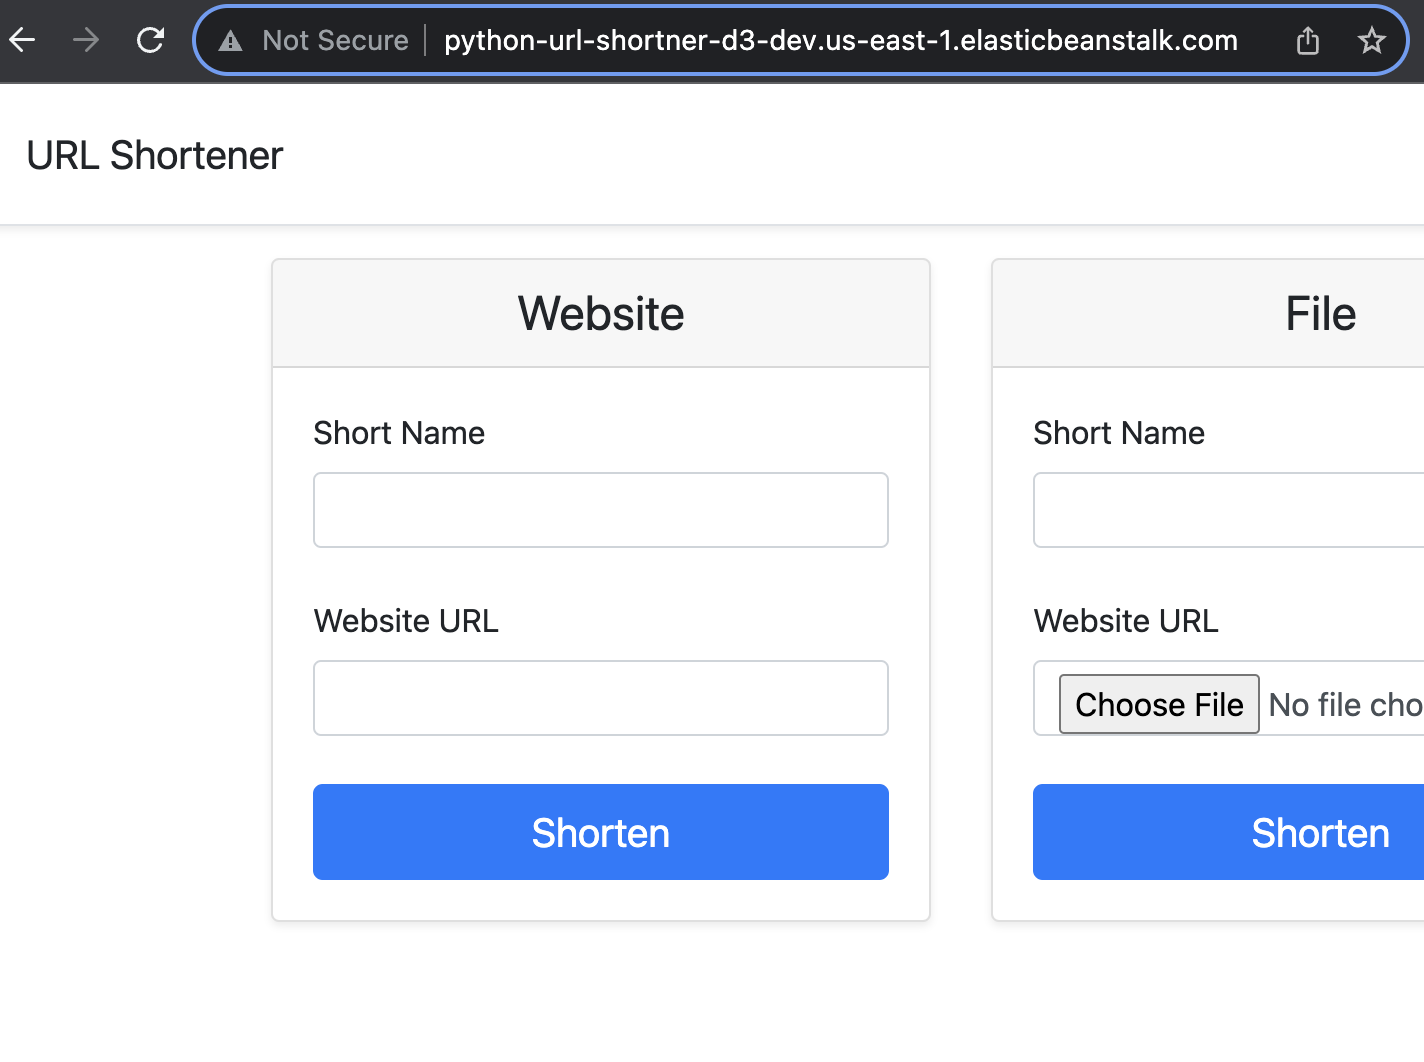 Not Secure python-url-shortner-d3-dev.us-east-1.elasticbeanstalk.com
URL Shortener
Website
Short Name
Website URL
Shorten
File
Short Name
Website URL
Choose File No file cho
Shorten